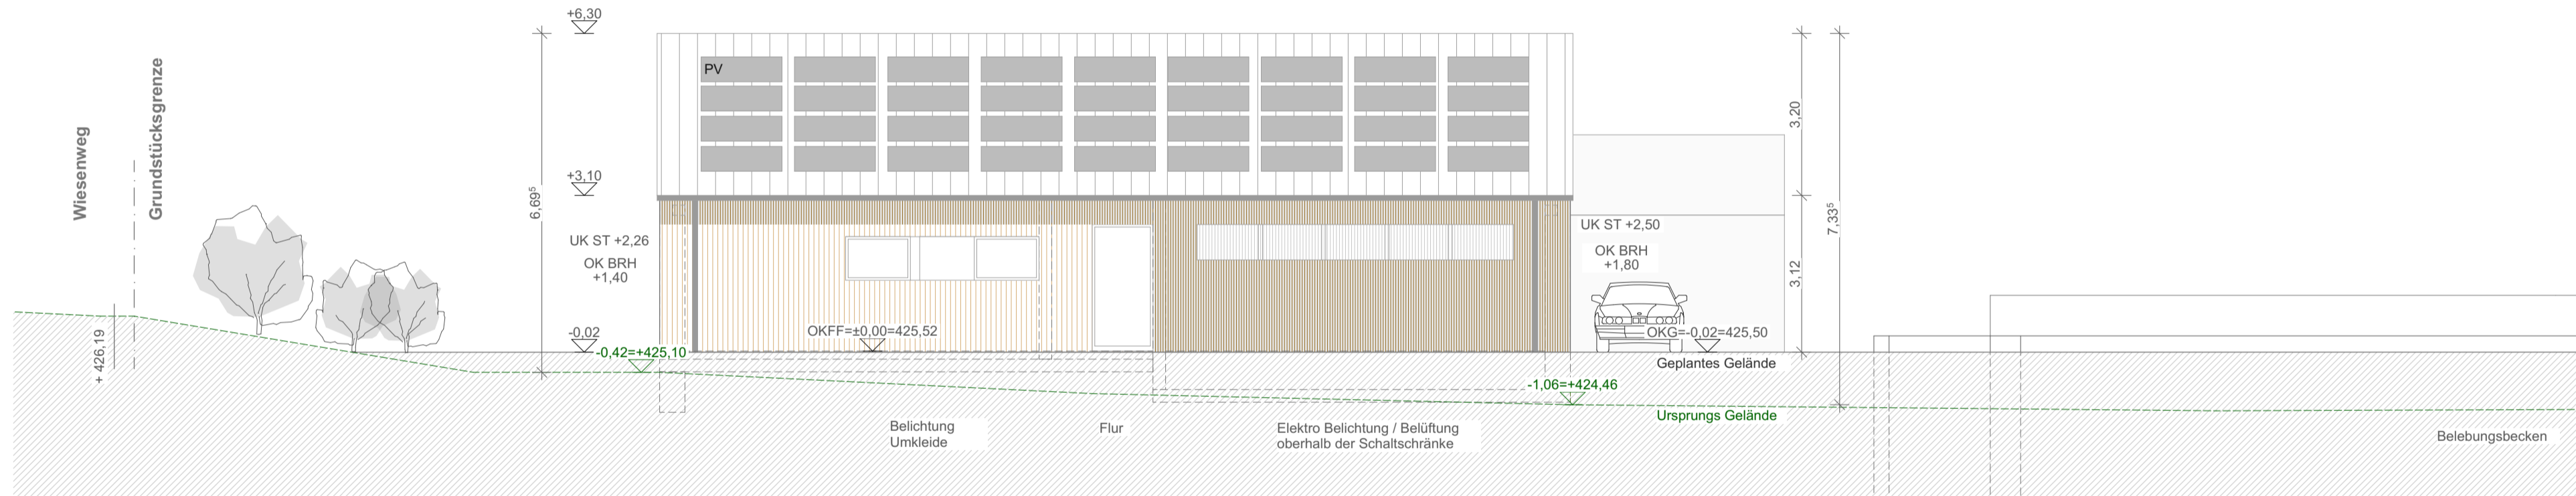 Wiesenweg
Grundstücksgrenze
+ 426,19
6,69⁵
+6,30
+3,10
UK ST +2,26
OK BRH
+1,40
-0,02
-0,42=+425,10
PV
OKFF=±0,00=425,52
UK ST +2,50
OK BRH
+1,80
OKG=-0,02=425,50
Geplantes Gelände
-1,06=+424,46
Ursprungs Gelände
3,20
3,12
7,33⁵
Belichtung
Umkleide
Flur
Elektro Belichtung / Belüftung
oberhalb der Schaltschränke
Belebungsbecken